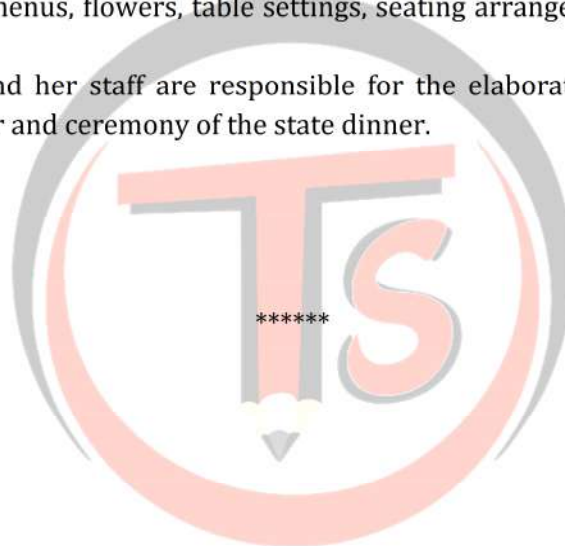 menus, flowers, table settings, seating arrange
nd her staff are responsible for the elaborat
r and ceremony of the state dinner.
TS
******